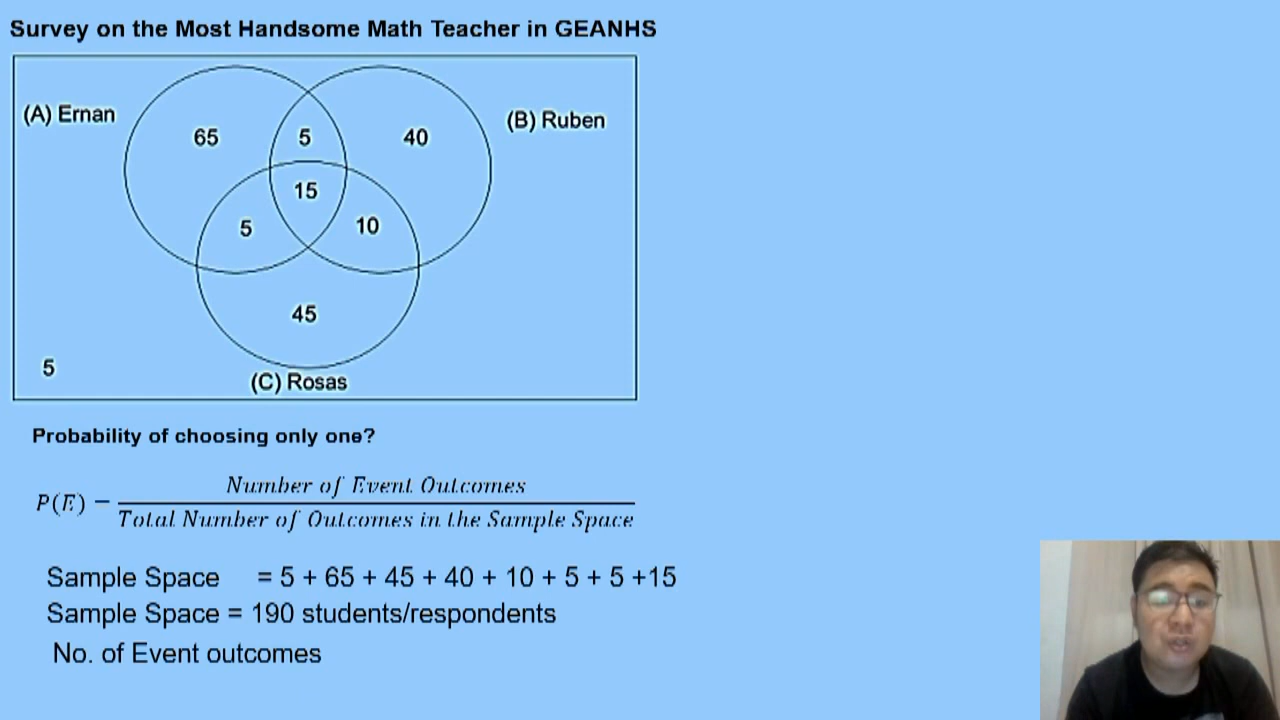 Survey on the Most Handsome Math Teacher in GEANHS
(A) Ernan
(B) Ruben
65
5
40
15
5
10
45
5
(C) Rosas
Probability of choosing only one?
P(E) = Number of Event Outcomes
Total Number of Outcomes in the Sample Space
Sample Space = 5 + 65 + 45 + 40 + 10 + 5 + 5 +15
Sample Space = 190 students/respondents
No. of Event outcomes